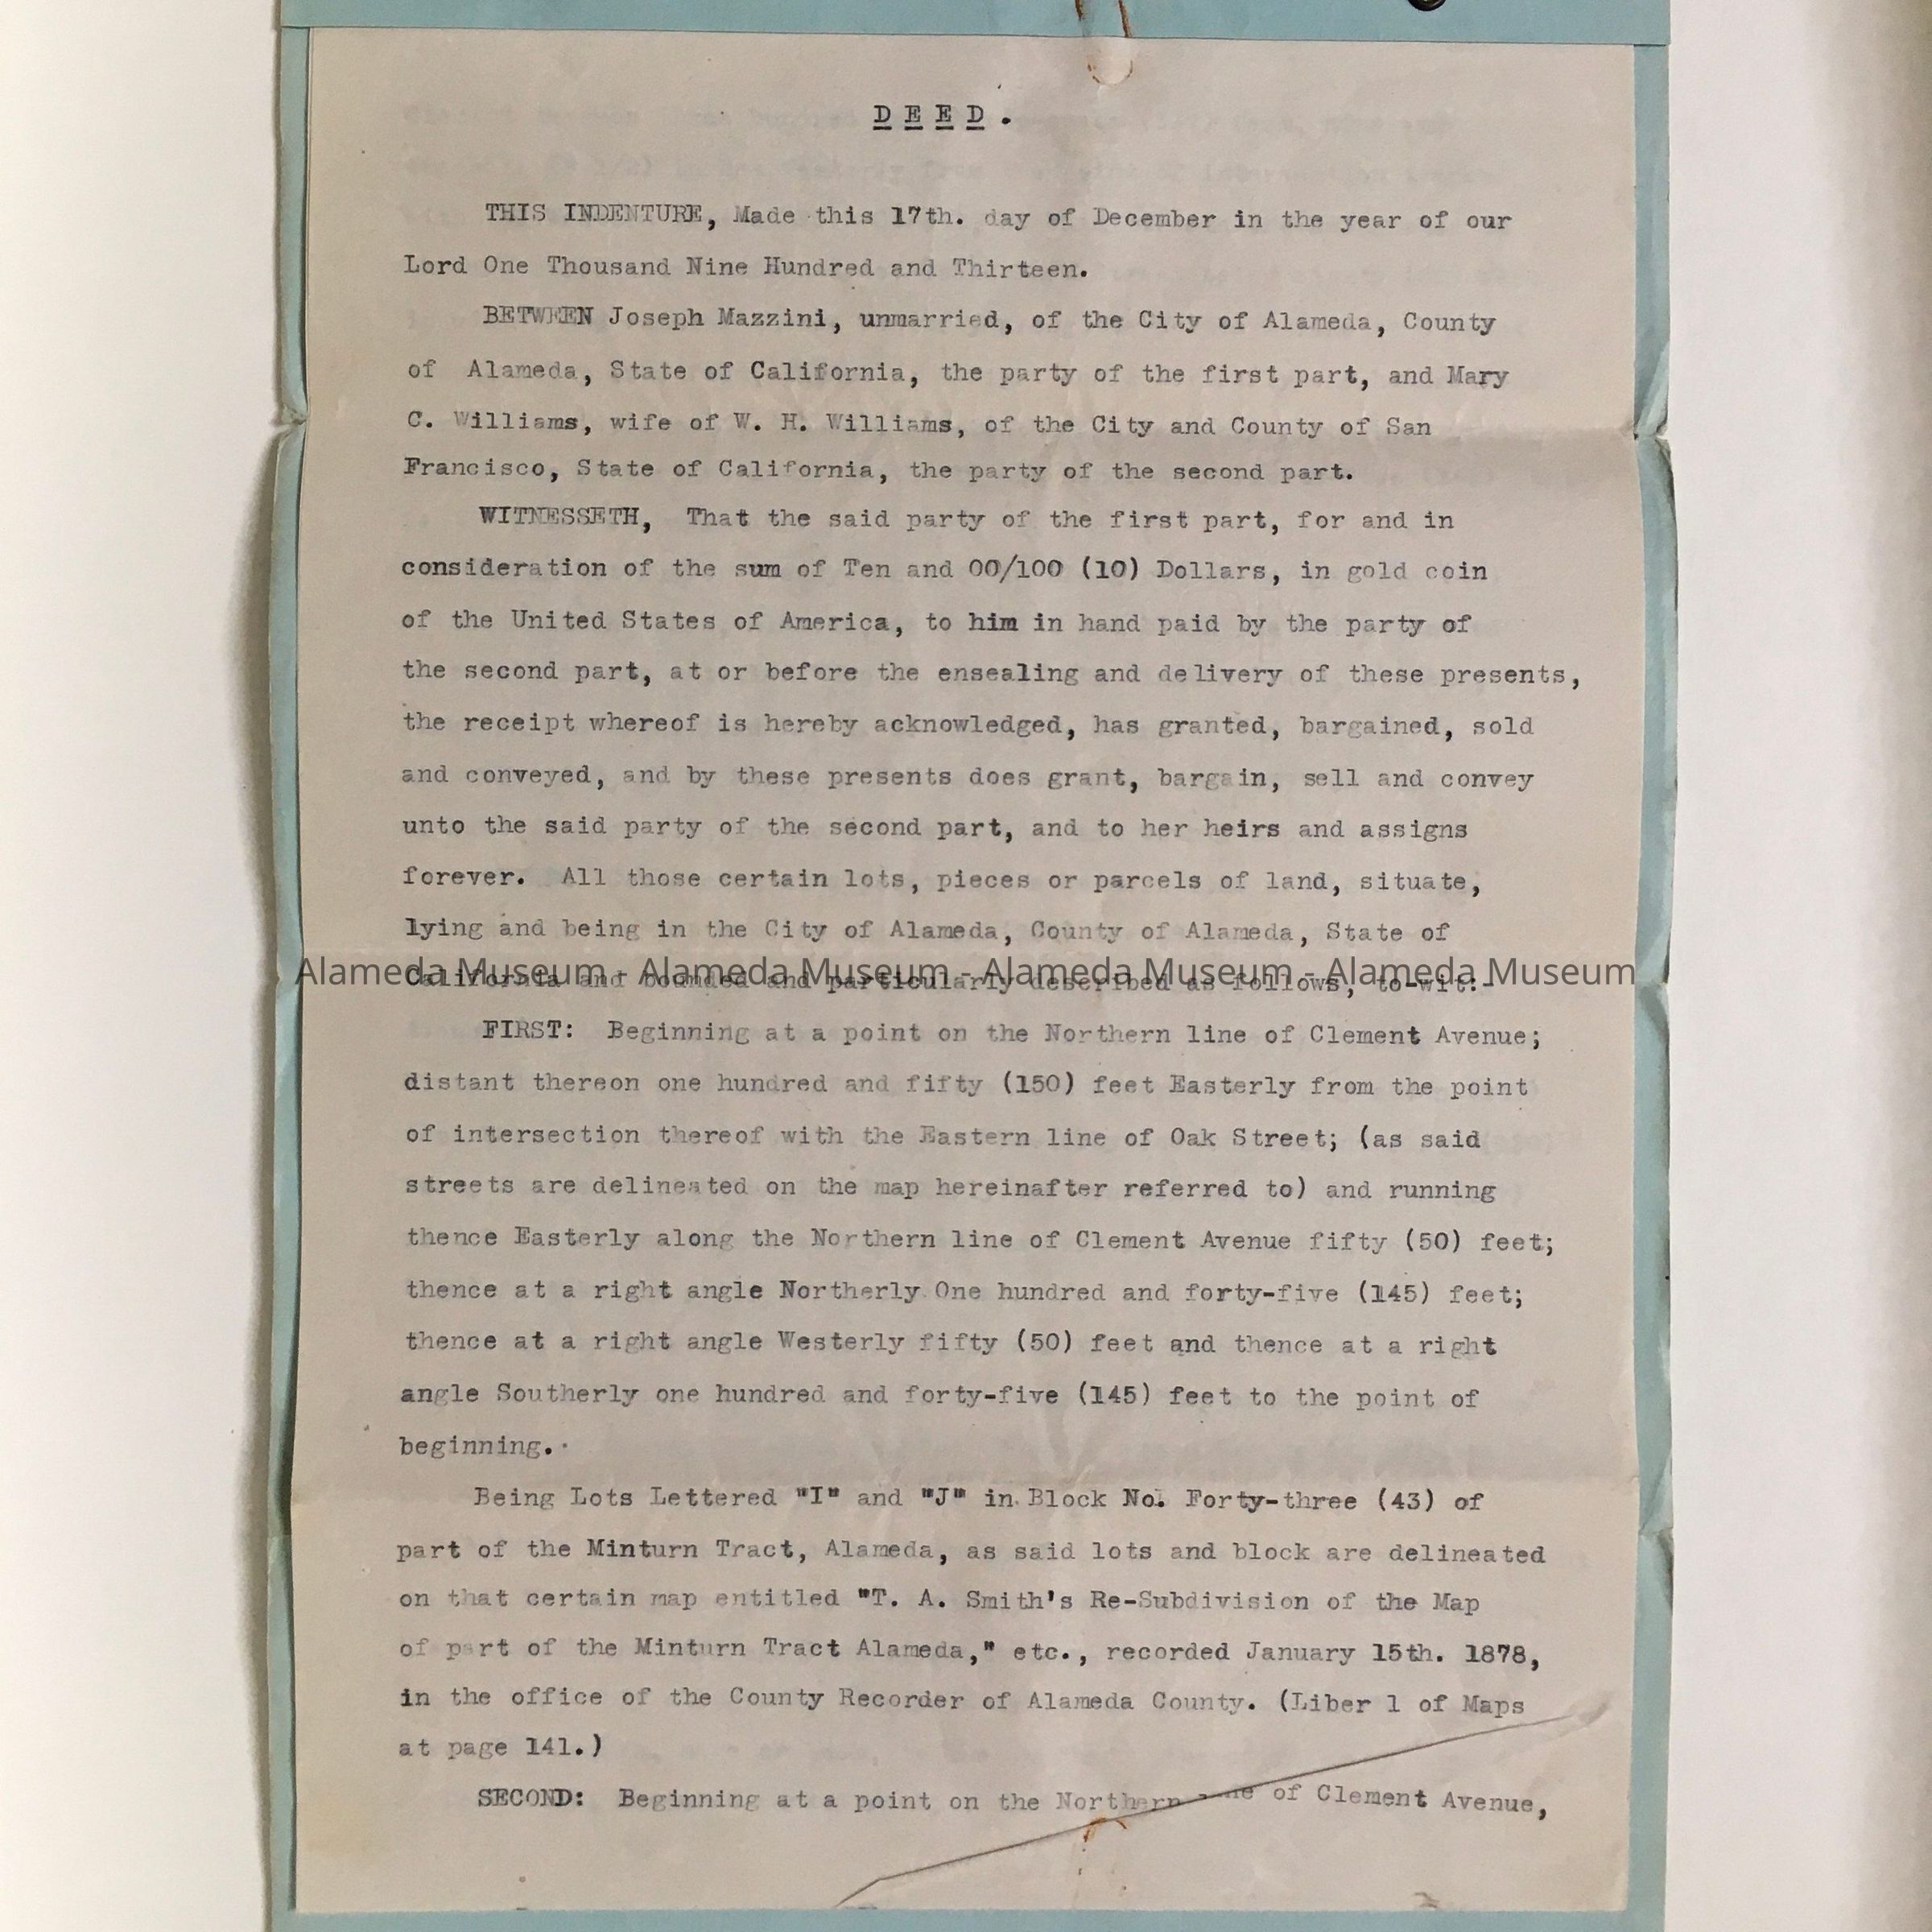 DEED.
THIS INDENTURE, Made this 17th. day of December in the year of our
Lord One Thousand Nine Hundred and Thirteen.
BETWEEN Joseph Mazzini, unmarried, of the City of Alameda, County
of Alameda, State of California, the party of the first part, and Mary
C. Williams, wife of W. H. Williams, of the City and County of San
Francisco, State of California, the party of the second part.
WITNESSETH, That the said party of the first part, for and in
consideration of the sum of Ten and 00/100 (10) Dollars, in gold coin
of the United States of America, to him in hand paid by the party of
the second part, at or before the ensealing and delivery of these presents,
the receipt whereof is hereby acknowledged, has granted, bargained, sold
and conveyed, and by these presents does grant, bargain, sell and convey
unto the said party of the second part, and to her heirs and assigns
forever. All those certain lots, pieces or parcels of land, situate,
lying and being in the City of Alameda, County of Alameda, State of
Alameda Museum - Alameda Museum - Alameda Museum - Alameda Museum
California and bounded and particularly described as follows, to-wit:-
FIRST: Beginning at a point on the Northern line of Clement Avenue;
distant thereon one hundred and fifty (150) feet Easterly from the point
of intersection thereof with the Eastern line of Oak Street; (as said
streets are delineated on the map hereinafter referred to) and running
thence Easterly along the Northern line of Clement Avenue fifty (50) feet;
thence at a right angle Northerly One hundred and forty-five (145) feet;
thence at a right angle Westerly fifty (50) feet and thence at a right
angle Southerly one hundred and forty-five (145) feet to the point of
beginning.
Being Lots Lettered "I" and "J" in Block No. Forty-three (43) of
part of the Minturn Tract, Alameda, as said lots and block are delineated
on that certain map entitled "T. A. Smith's Re-Subdivision of the Map
of part of the Minturn Tract Alameda," etc., recorded January 15th. 1878,
in the office of the County Recorder of Alameda County. (Liber 1 of Maps
at page 141.)
SECOND: Beginning at a point on the Northern of Clement Avenue,